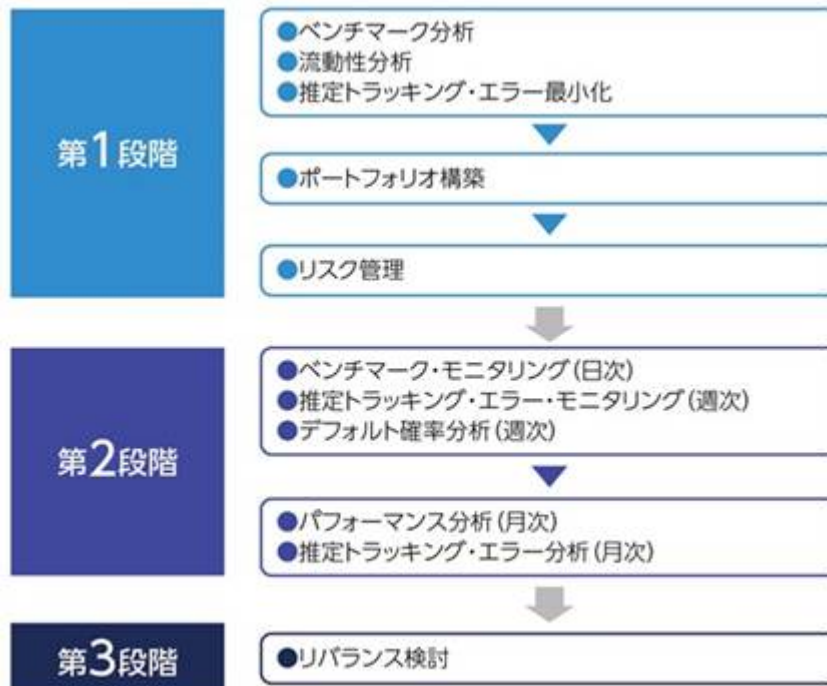 第1段階
●ベンチマーク分析
●流動性分析
●推定トラッキング・エラー最小化
●ポートフォリオ構築
●リスク管理
第2段階
●ベンチマーク・モニタリング(日次)
●推定トラッキング・エラー・モニタリング(週次)
●デフォルト確率分析(週次)
●パフォーマンス分析(月次)
●推定トラッキング・エラー分析(月次)
第3段階
●リバランス検討